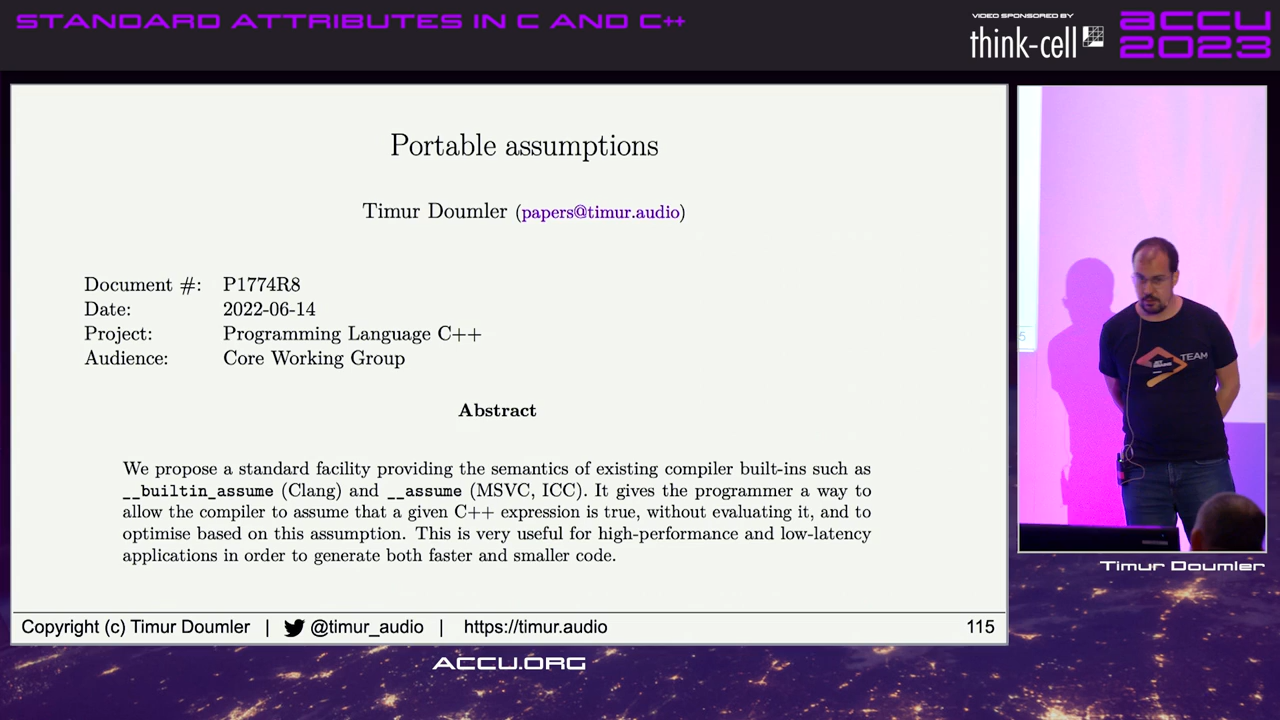 STANDARD ATTRIBUTES IN C AND C++
VIDEO SPONSORED BY
think-cell
ACCU
2023
Portable assumptions
Timur Doumler (papers@timur.audio)
Document #: P1774R8
Date: 2022-06-14
Project: Programming Language C++
Audience: Core Working Group
Abstract
We propose a standard facility providing the semantics of existing compiler built-ins such as
__builtin_assume (Clang) and __assume (MSVC, ICC). It gives the programmer a way to
allow the compiler to assume that a given C++ expression is true, without evaluating it, and to
optimise based on this assumption. This is very useful for high-performance and low-latency
applications in order to generate both faster and smaller code.
Copyright (c) Timur Doumler | @timur_audio | https://timur.audio 115
TEAM
Timur Doumler
ACCU.ORG